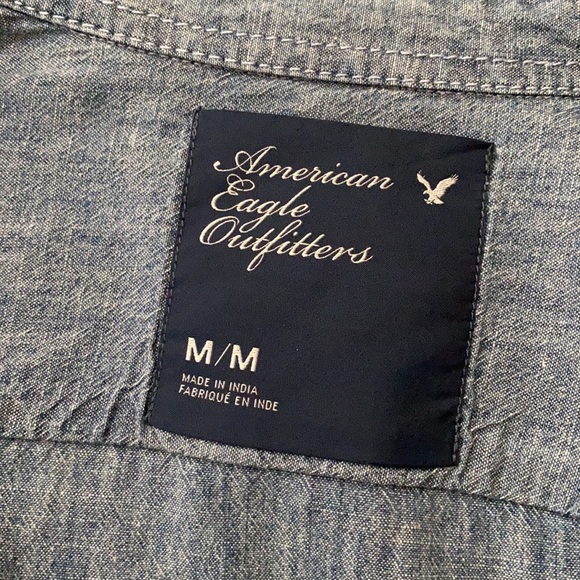 American
Eagle
Outfitters
M/M
MADE IN INDIA
FABRIQUÉ EN INDE